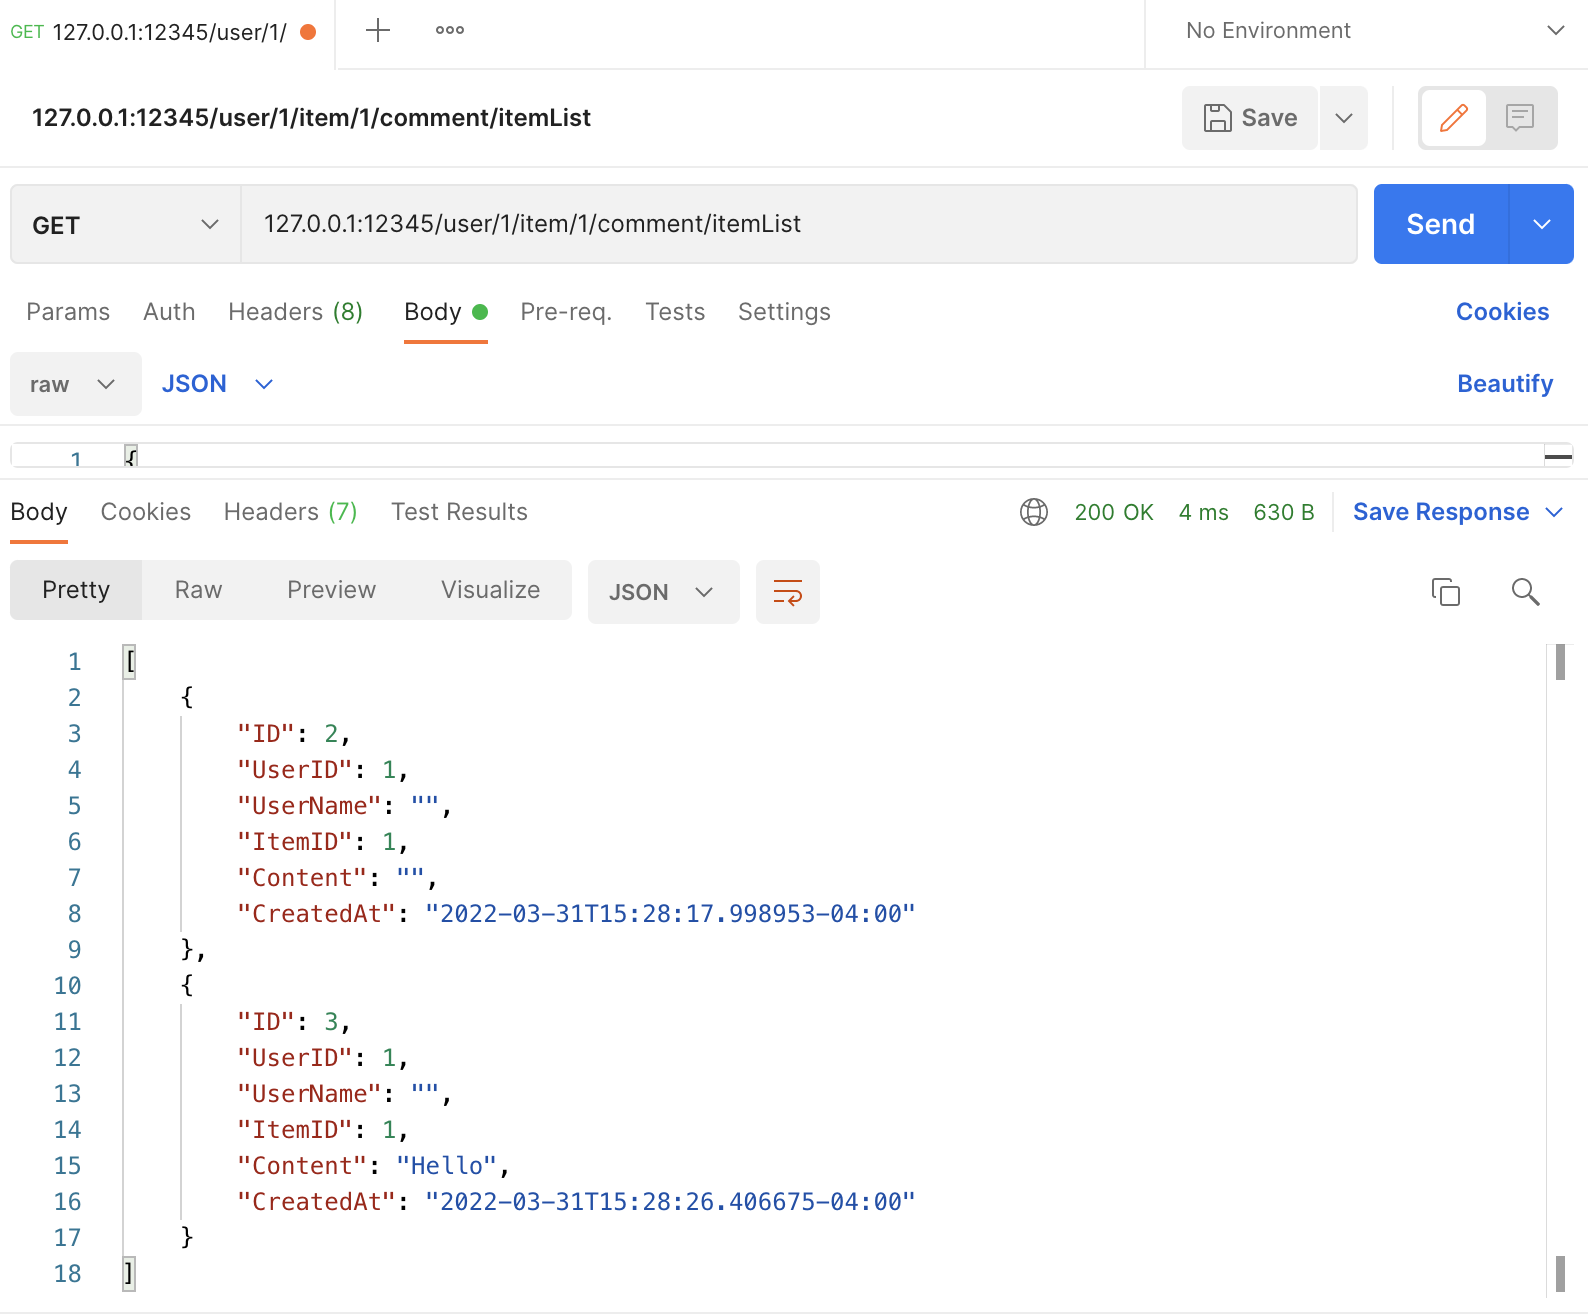 GET 127.0.0.1:12345/user/1/ No Environment
127.0.0.1:12345/user/1/item/1/comment/itemList Save
GET 127.0.0.1:12345/user/1/item/1/comment/itemList Send
Params Auth Headers (8) Body Pre-req. Tests Settings Cookies
raw JSON Beautify
1 {
Body Cookies Headers (7) Test Results 200 OK 4 ms 630 B Save Response
Pretty Raw Preview Visualize JSON
1 [
2 {
3 "ID": 2,
4 "UserID": 1,
5 "UserName": "",
6 "ItemID": 1,
7 "Content": "",
8 "CreatedAt": "2022-03-31T15:28:17.998953-04:00"
9 },
10 {
11 "ID": 3,
12 "UserID": 1,
13 "UserName": "",
14 "ItemID": 1,
15 "Content": "Hello",
16 "CreatedAt": "2022-03-31T15:28:26.406675-04:00"
17 }
18 ]